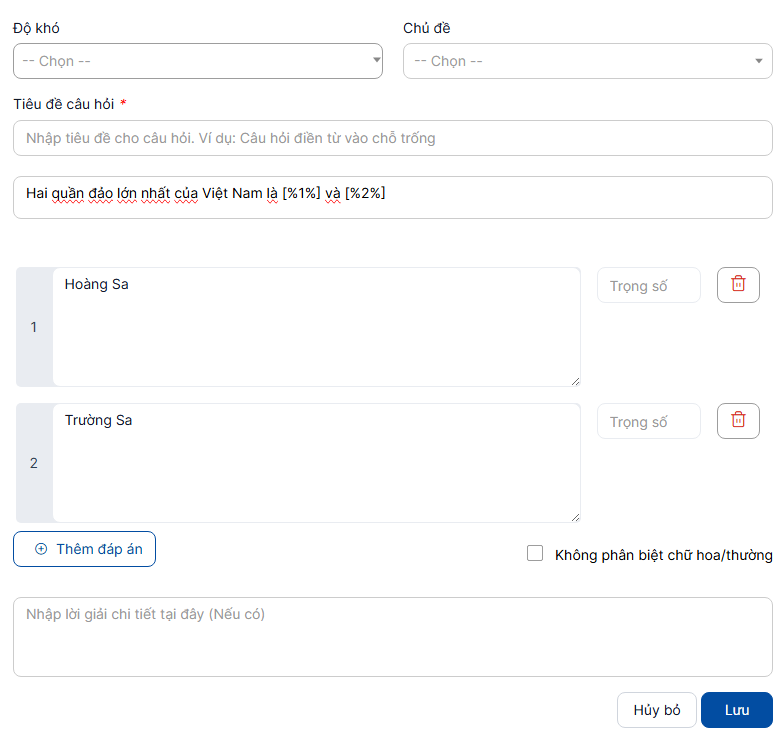 Độ khó
Chủ đề
-- Chọn --
-- Chọn --
Tiêu đề câu hỏi *
Nhập tiêu đề cho câu hỏi. Ví dụ: Câu hỏi điền từ vào chỗ trống
Hai quần đảo lớn nhất của Việt Nam là [%1%] và [%2%]
1
Hoàng Sa
Trọng số
2
Trường Sa
Trọng số
Thêm đáp án
Không phân biệt chữ hoa/thường
Nhập lời giải chi tiết tại đây (Nếu có)
Hủy bỏ
Lưu